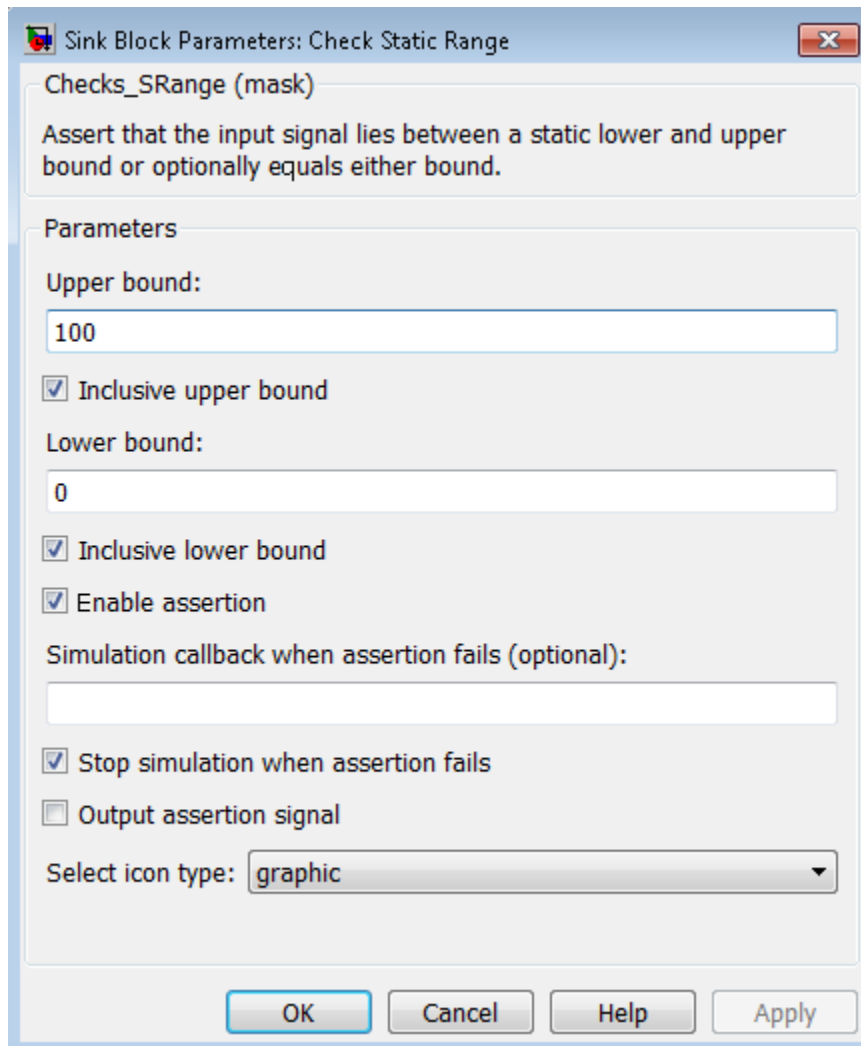 Sink Block Parameters: Check Static Range
Checks_SRange (mask)
Assert that the input signal lies between a static lower and upper
bound or optionally equals either bound.
Parameters
Upper bound:
100
Inclusive upper bound
Lower bound:
0
Inclusive lower bound
Enable assertion
Simulation callback when assertion fails (optional):
Stop simulation when assertion fails
Output assertion signal
Select icon type: graphic
OK Cancel Help Apply